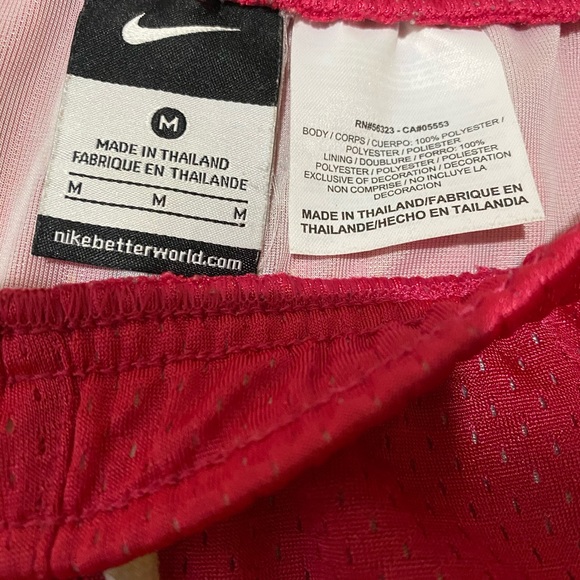 M
MADE IN THAILAND
FABRIQUE EN THAILANDE
M M M
nikebetterworld.com
RN#56323 - CA#05553
BODY / CORPS / CUERPO: 100% POLYESTER /
POLYESTER / POLIESTER
LINING / DOUBLURE / FORRO: 100%
POLYESTER / POLYESTER / POLIESTER
EXCLUSIVE OF DECORATION / DECORATION
NON COMPRISE / NO INCLUYE LA
DECORACION
MADE IN THAILAND/FABRIQUE EN
THAILANDE/HECHO EN TAILANDIA